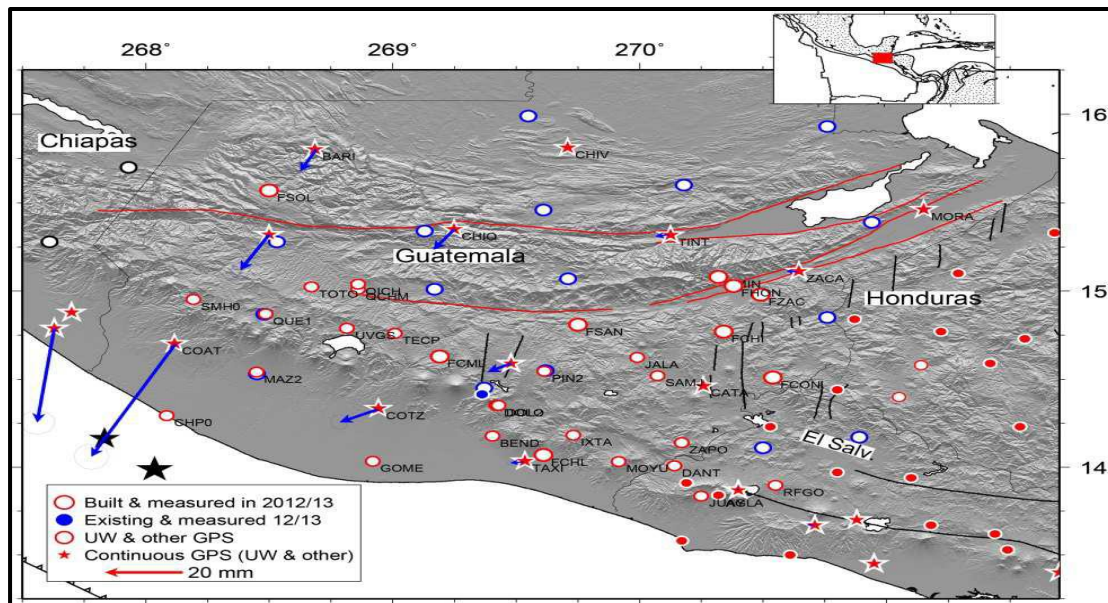 268° 269° 270°
16
Chiapas
BARI
CHIV
FSOL
MORA
CHIQ
TINT
Guatemala
ZACA
TOTO
FHON
Honduras
SMH0
FZAC
QUE1
UVGS
TECP
FSAN
FCHI
15
COAT
FCML
JALA
MAZ2
PIN2
SAM
CATA
FCON
CHP0
BEND
IXTA
El Salv.
ZAPO
GOME
TAXI
FCHL
MOYU
DANT
14
RFGO
Built & measured in 2012/13
Existing & measured 12/13
UW & other GPS
Continuous GPS (UW & other)
20 mm